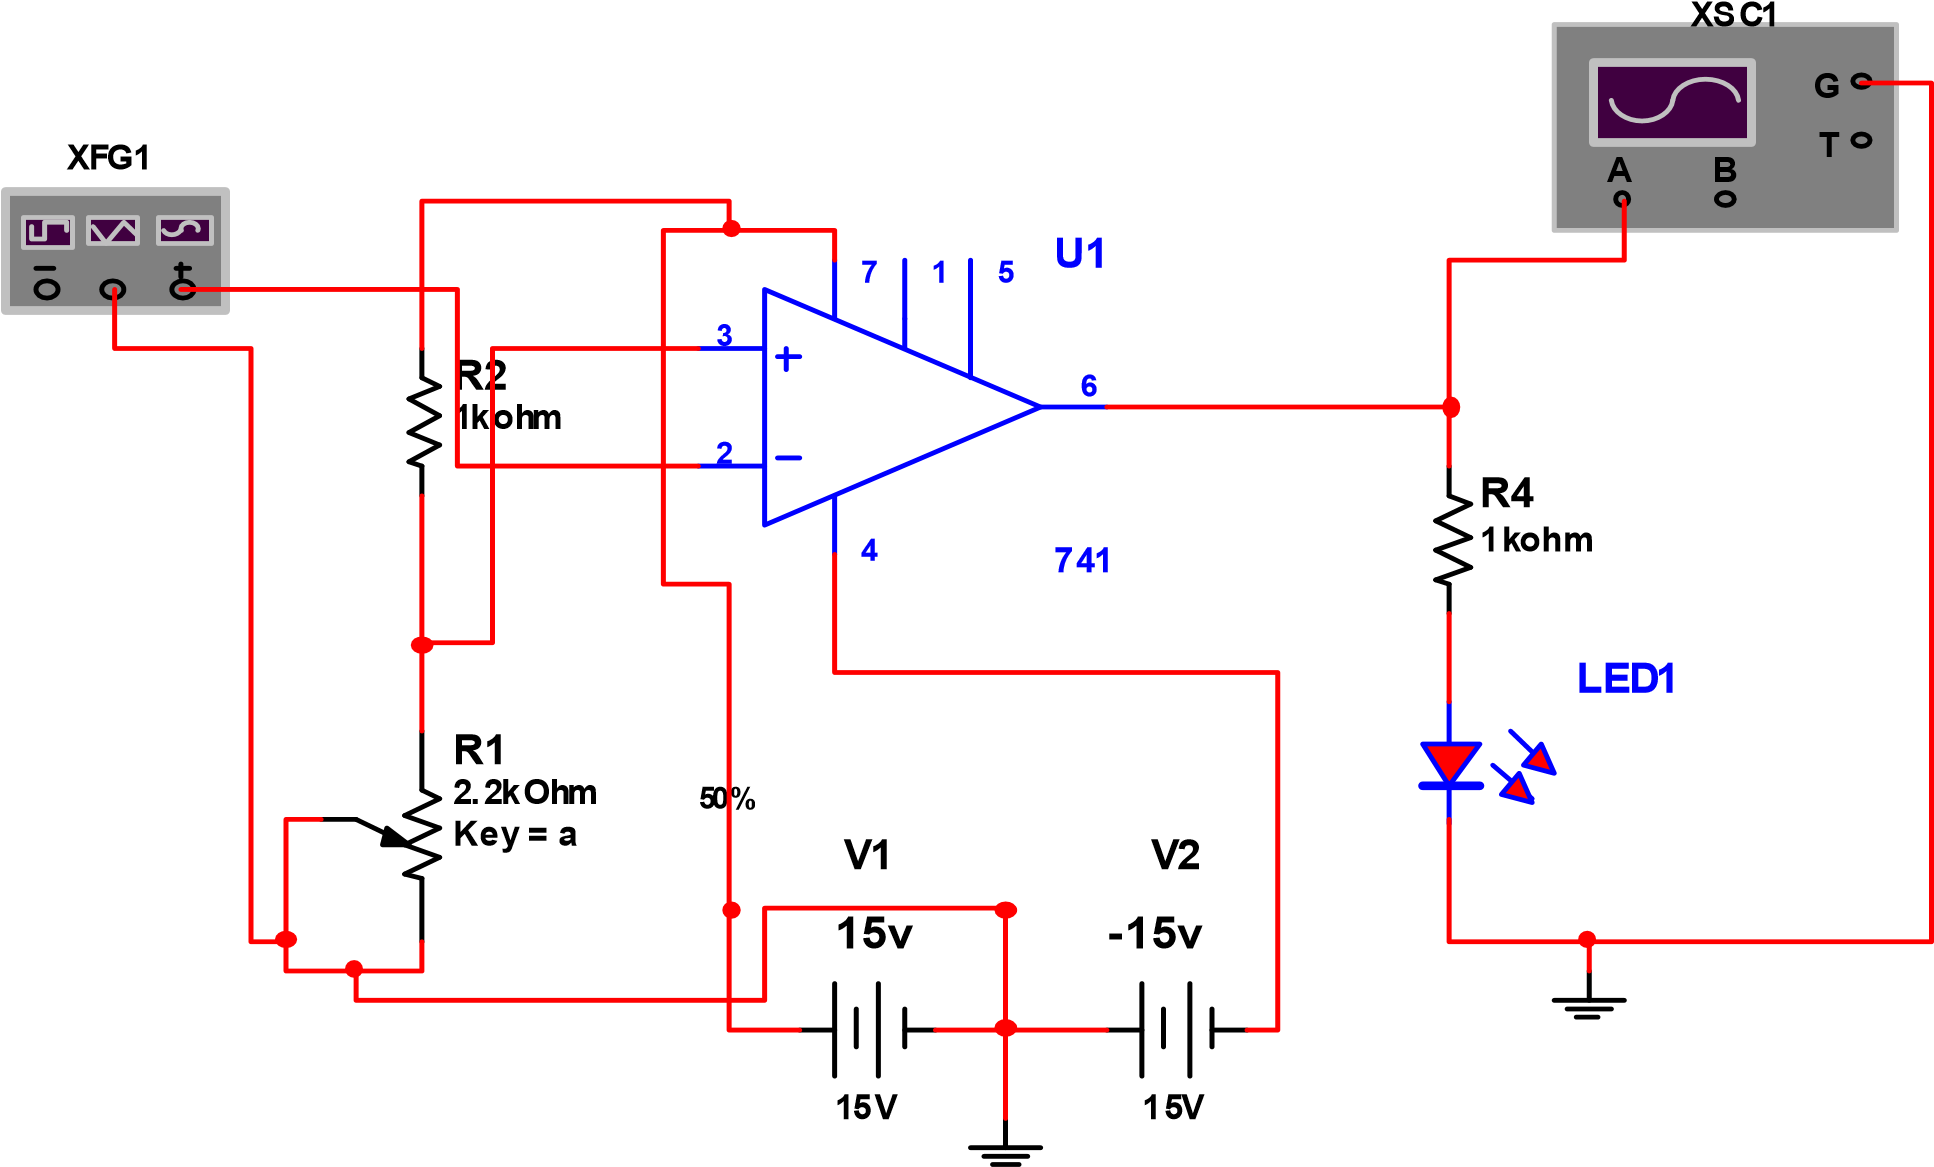 XSC1
G
T
A
B
XFG1
−
+
U1
7
1
5
3
+
R2
1kohm
6
2
−
R4
1kohm
4
741
LED1
R1
2.2kOhm
Key = a
50%
V1
V2
15v
-15v
15V
15V